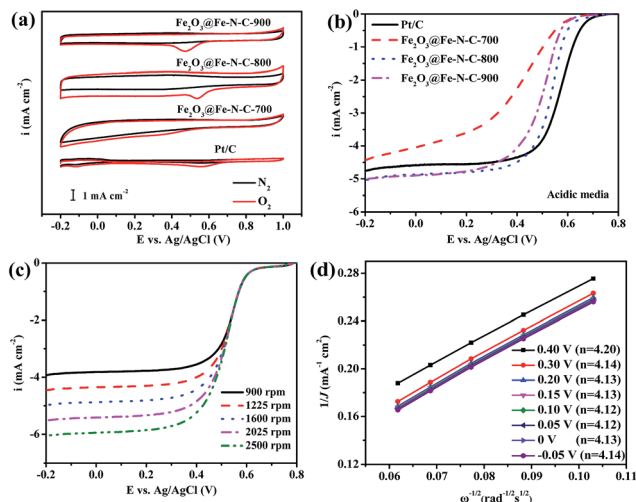 (a)
Fe₂O₃@Fe-N-C-900
Fe₂O₃@Fe-N-C-800
Fe₂O₃@Fe-N-C-700
Pt/C
1 mA cm⁻²
N₂
O₂
i (mA cm⁻²)
-0.2 0.0 0.2 0.4 0.6 0.8 1.0
E vs. Ag/AgCl (V)
(b)
0
-1
-2
-3
-4
-5
-6
i (mA cm⁻²)
Pt/C
Fe₂O₃@Fe-N-C-700
Fe₂O₃@Fe-N-C-800
Fe₂O₃@Fe-N-C-900
Acidic media
-0.2 0.0 0.2 0.4 0.6 0.8
E vs. Ag/AgCl (V)
(c)
0
-2
-4
-6
i (mA cm⁻²)
900 rpm
1225 rpm
1600 rpm
2025 rpm
2500 rpm
-0.2 0.0 0.2 0.4 0.6 0.8
E vs. Ag/AgCl (V)
(d)
0.28
0.24
0.20
0.16
0.12
1/J (mA⁻¹ cm²)
0.40 V (n=4.20)
0.30 V (n=4.14)
0.20 V (n=4.13)
0.15 V (n=4.13)
0.10 V (n=4.12)
0.05 V (n=4.12)
0 V (n=4.13)
-0.05 V (n=4.14)
0.06 0.07 0.08 0.09 0.10 0.11
ω⁻¹/²(rad⁻¹/²s¹/²)